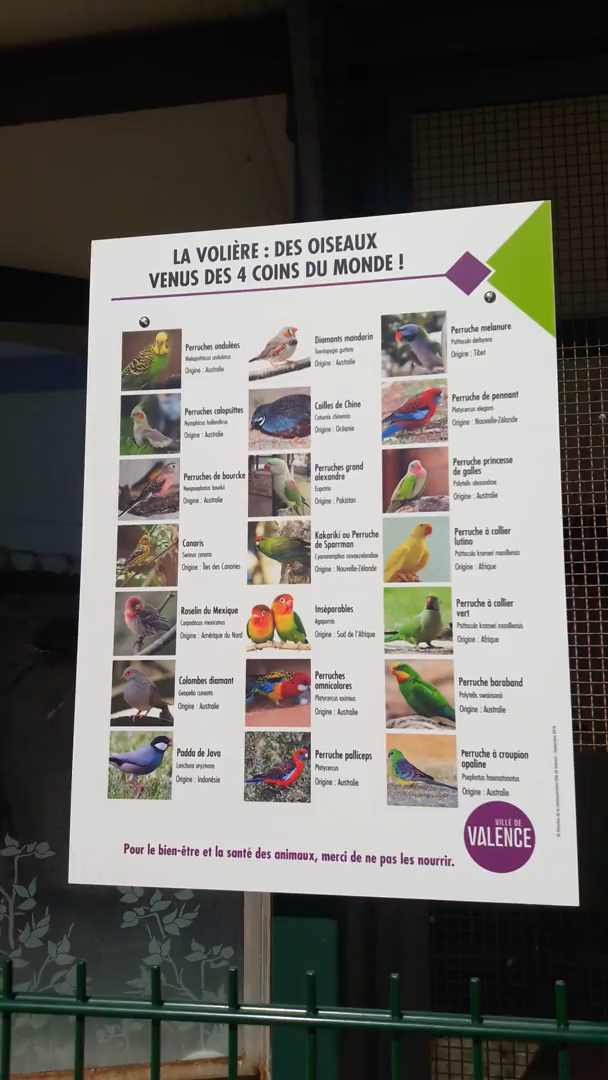 LA VOLIÈRE : DES OISEAUX
VENUS DES 4 COINS DU MONDE !
Perruches ondulées
Melopsittacus undulatus
Origine : Australie
Diamants mandarin
Taeniopygia guttata
Origine : Australie
Perruche melanure
Psittacula derbyana
Origine : Tibet
Perruches calopsittes
Nymphicus hollandicus
Origine : Australie
Cailles de Chine
Coturnix chinensis
Origine : Océanie
Perruche de pennant
Platycercus elegans
Origine : Nouvelle-Zélande
Perruches de bourcke
Neopsephotus bourkii
Origine : Australie
Perruches grand
alexandre
Eupatria
Origine : Pakistan
Perruche princesse
de galles
Polytelis alexandrae
Origine : Australie
Canaris
Serinus canaria
Origine : Îles des Canaries
Kakariki ou Perruche
de Sparrman
Cyanoramphus novaezelandiae
Origine : Nouvelle-Zélande
Perruche à collier
lutino
Psittacula krameri manillensis
Origine : Afrique
Roselin du Mexique
Carpodacus mexicanus
Origine : Amérique du Nord
Inséparables
Agapornis
Origine : Sud de l'Afrique
Perruche à collier
vert
Psittacula krameri manillensis
Origine : Afrique
Colombes diamant
Geopelia cuneata
Origine : Australie
Perruches
omnicolores
Platycercus eximius
Origine : Australie
Perruche baraband
Polytelis swainsonii
Origine : Australie
Padda de Java
Lonchura oryzivora
Origine : Indonésie
Perruche palliceps
Platycercus
Origine : Australie
Perruche à croupion
opaline
Psephotus haematonotus
Origine : Australie
VILLE DE
VALENCE
Pour le bien-être et la santé des animaux, merci de ne pas les nourrir.